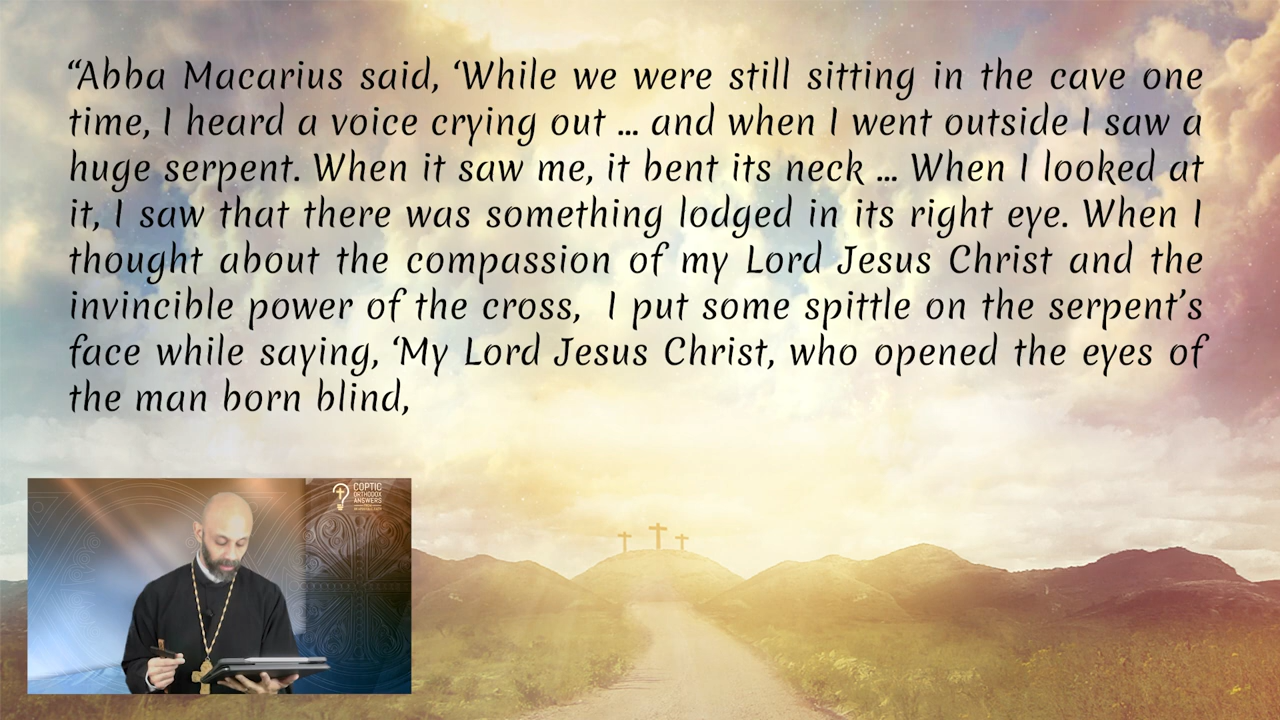 “Abba Macarius said, ‘While we were still sitting in the cave one
time, I heard a voice crying out ... and when I went outside I saw a
huge serpent. When it saw me, it bent its neck ... When I looked at
it, I saw that there was something lodged in its right eye. When I
thought about the compassion of my Lord Jesus Christ and the
invincible power of the cross,  I put some spittle on the serpent’s
face while saying, ‘My Lord Jesus Christ, who opened the eyes of
the man born blind,
COPTIC
ORTHODOX
ANSWERS